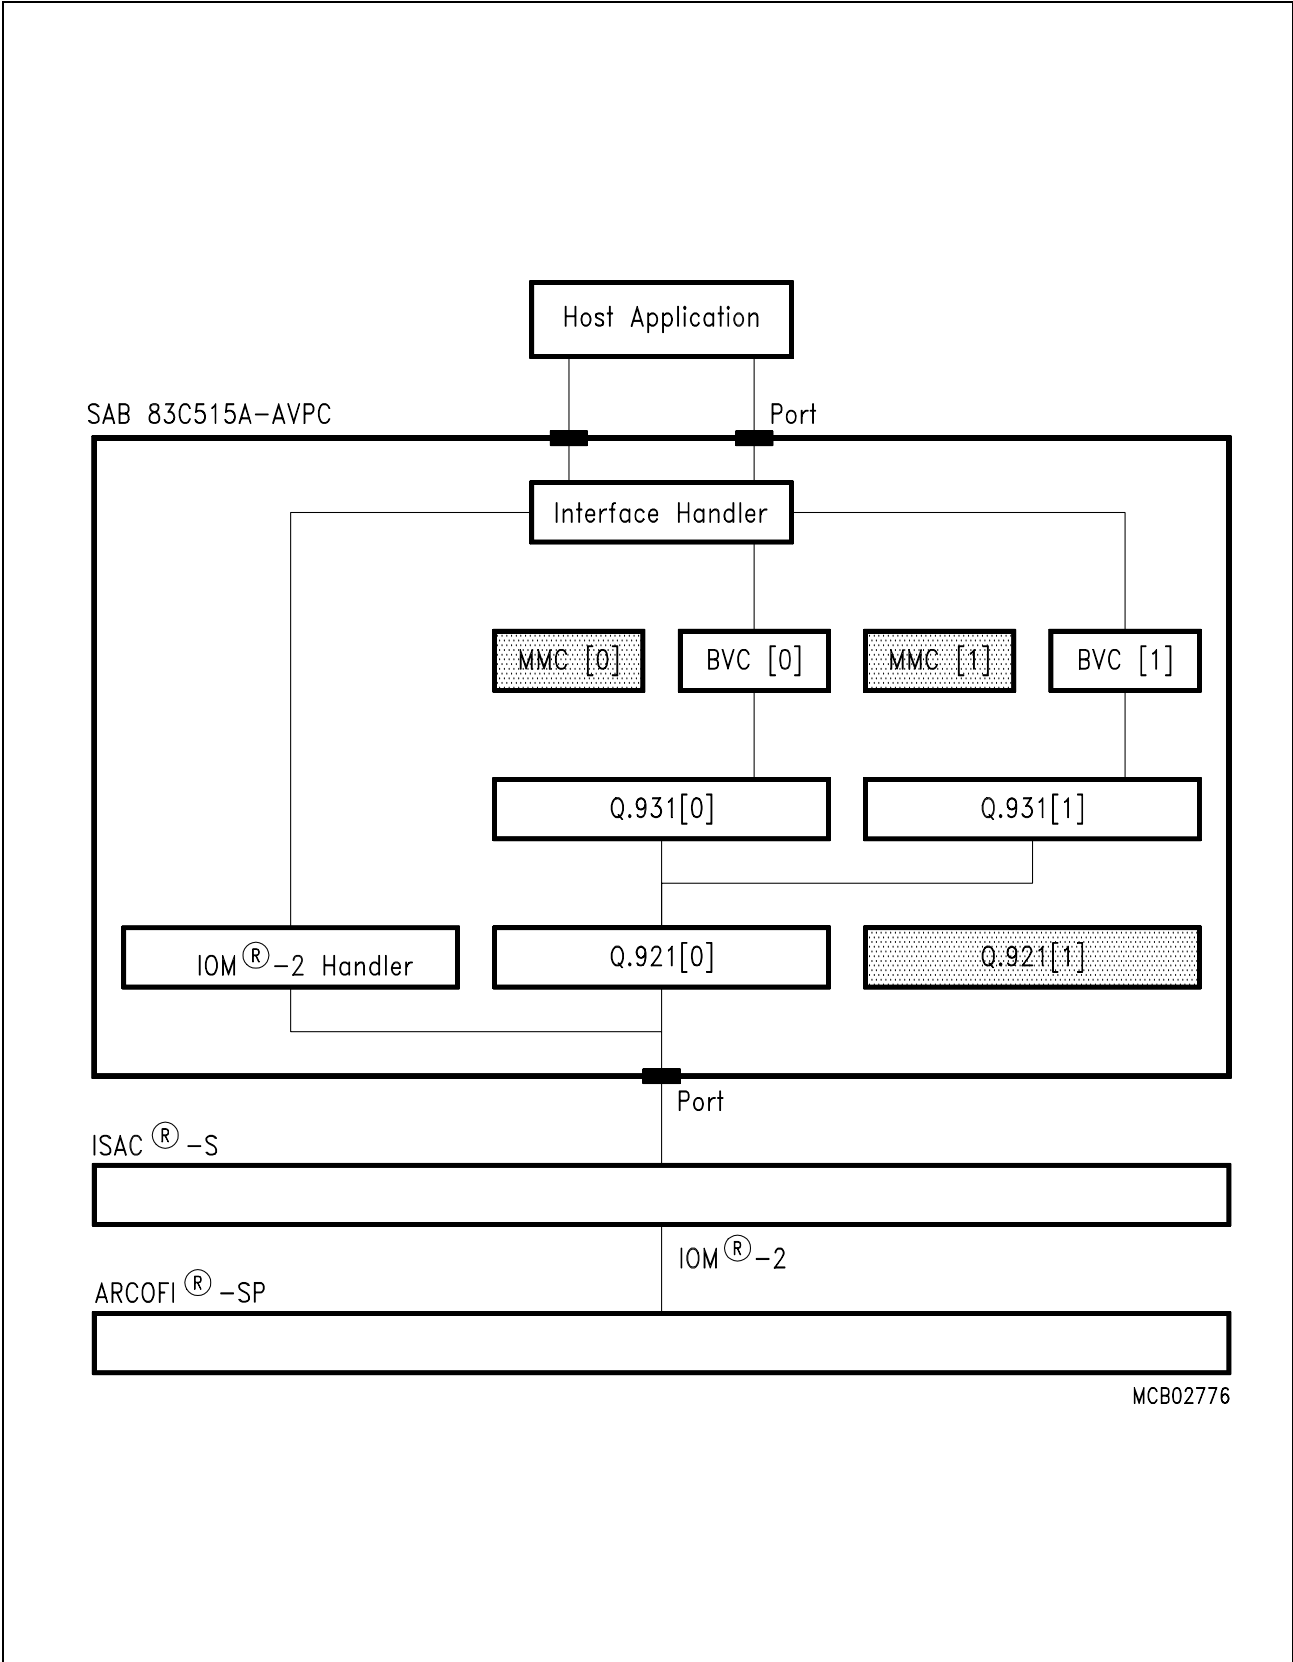 Host Application
SAB 83C515A-AVPC
Port
Interface Handler
MMC [0]
BVC [0]
MMC [1]
BVC [1]
Q.931[0]
Q.931[1]
IOM®-2 Handler
Q.921[0]
Q.921[1]
Port
ISAC®-S
IOM®-2
ARCOFI®-SP
MCB02776